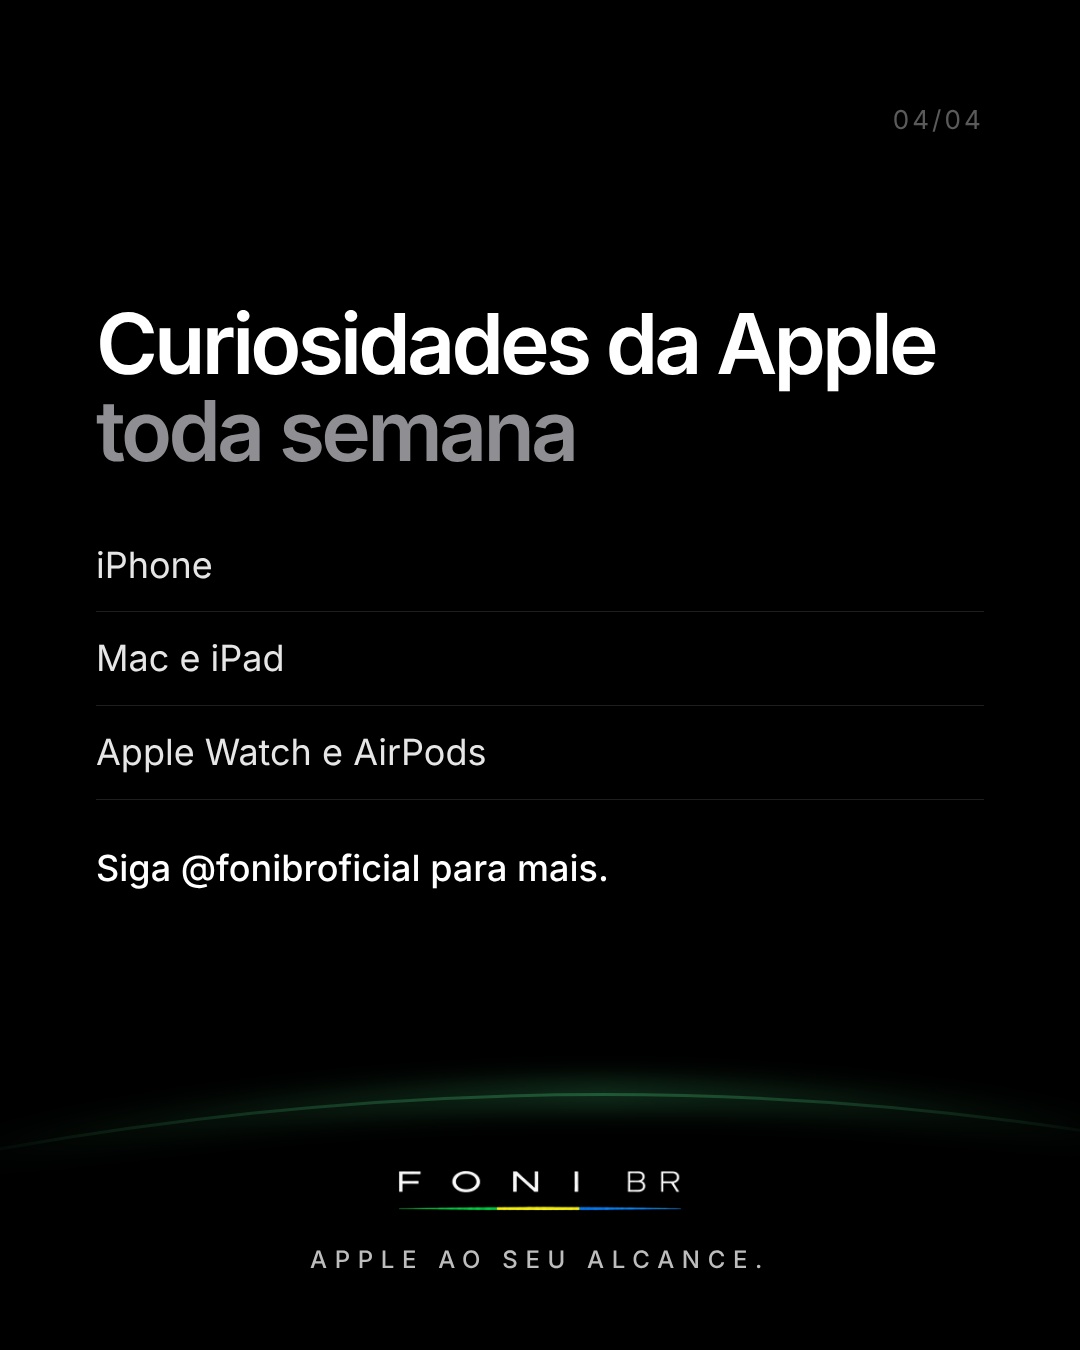 04/04
Curiosidades da Apple
toda semana
iPhone
Mac e iPad
Apple Watch e AirPods
Siga @fonibroficial para mais.
FONI BR
APPLE AO SEU ALCANCE.